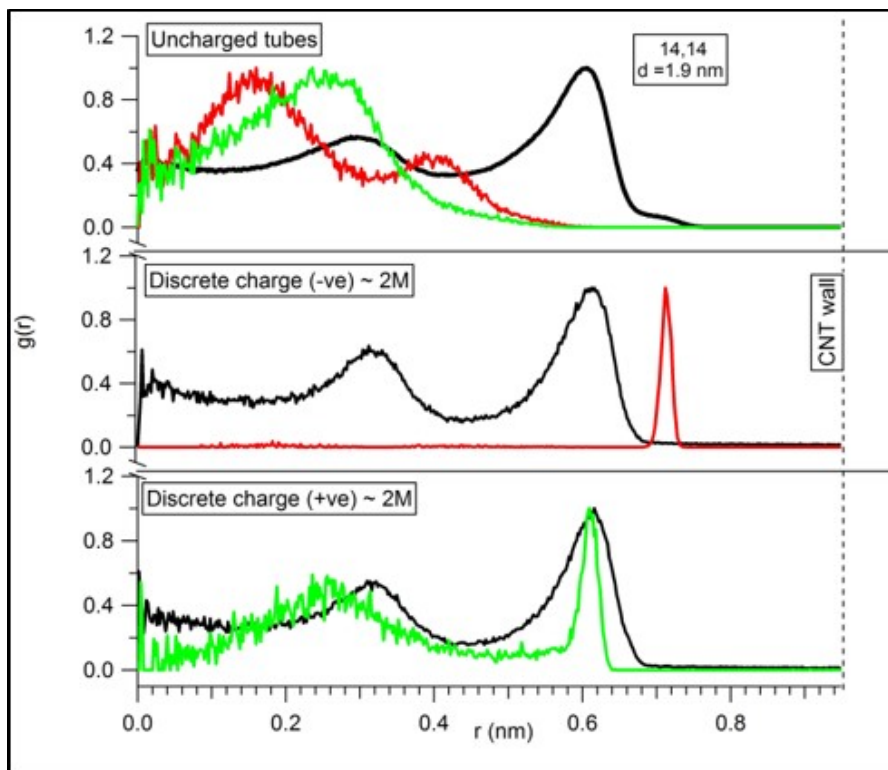 1.2
Uncharged tubes
14,14
d =1.9 nm
0.8
0.4
0.0
1.2
Discrete charge (-ve) ~ 2M
0.8
0.4
0.0
g(r)
CNT wall
1.2
Discrete charge (+ve) ~ 2M
0.8
0.4
0.0
0.0 0.2 0.4 0.6 0.8
r (nm)